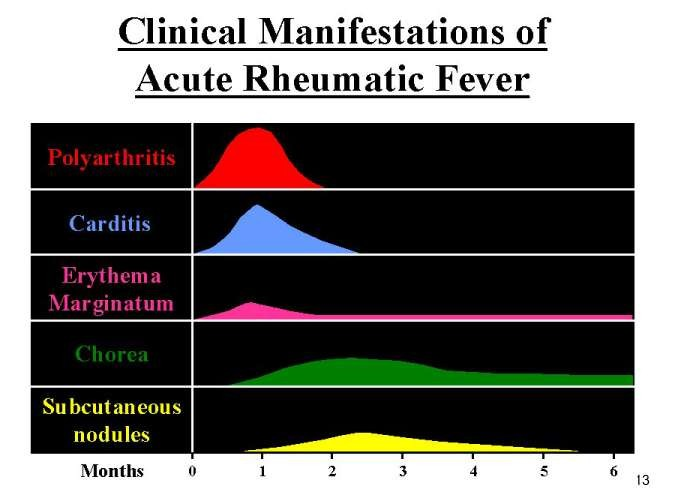 Clinical Manifestations of
Acute Rheumatic Fever
Polyarthritis
Carditis
Erythema
Marginatum
Chorea
Subcutaneous
nodules
Months 0 1 2 3 4 5 6
13